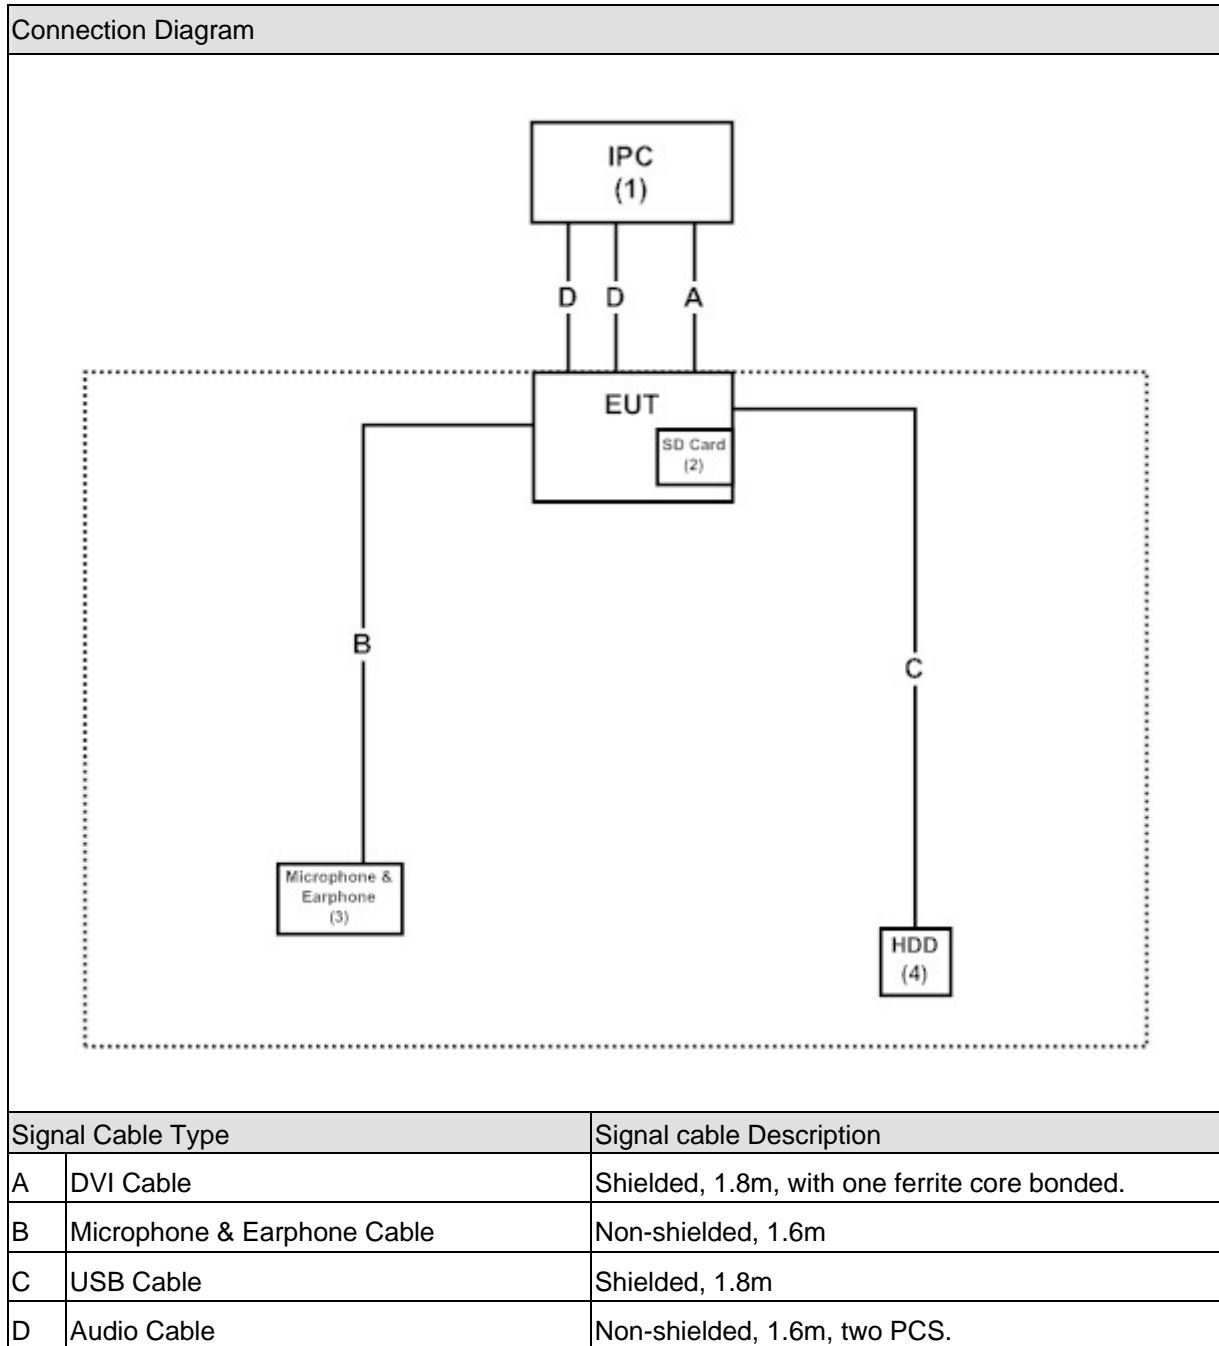 Connection Diagram
IPC
(1)
D D A
EUT
SD Card
(2)
B
C
Microphone &
Earphone
(3)
HDD
(4)
Signal Cable Type Signal cable Description
A DVI Cable Shielded, 1.8m, with one ferrite core bonded.
B Microphone & Earphone Cable Non-shielded, 1.6m
C USB Cable Shielded, 1.8m
D Audio Cable Non-shielded, 1.6m, two PCS.